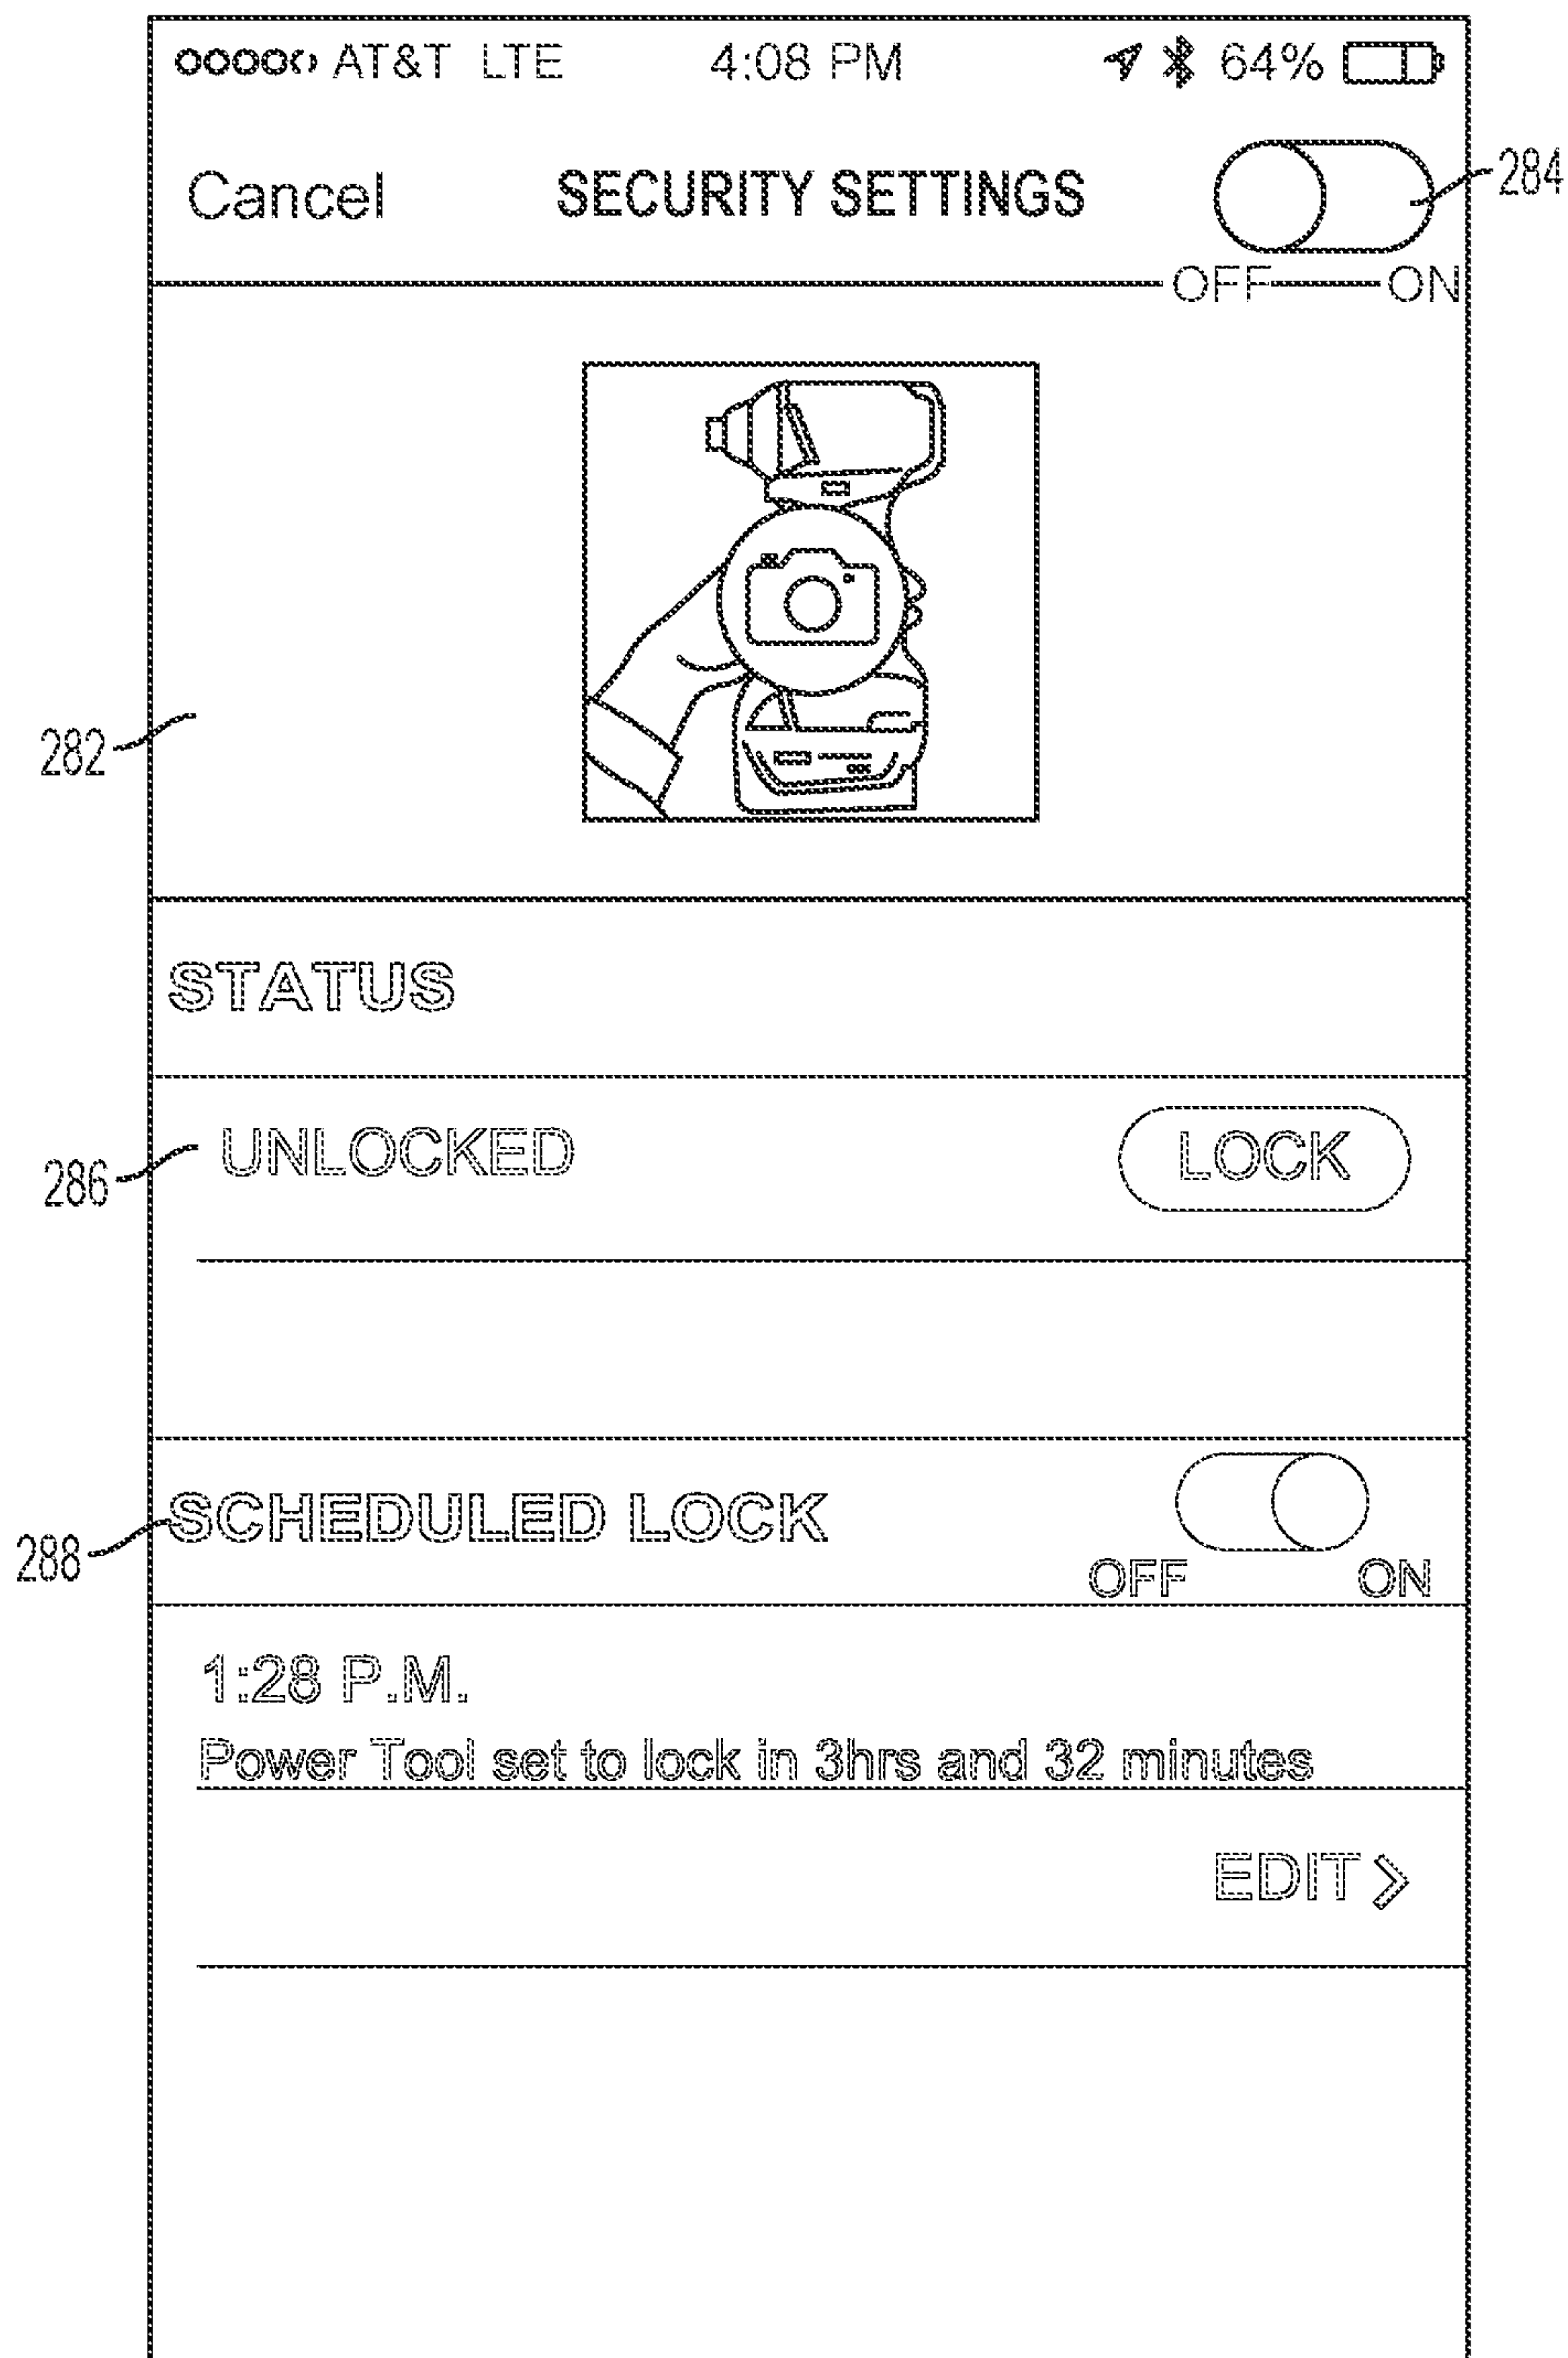 AT&T LTE 4:08 PM 64%
Cancel SECURITY SETTINGS
284
OFF ON
282
STATUS
286 UNLOCKED LOCK
288 SCHEDULED LOCK
OFF ON
1:28 P.M.
Power Tool set to lock in 3hrs and 32 minutes
EDIT >